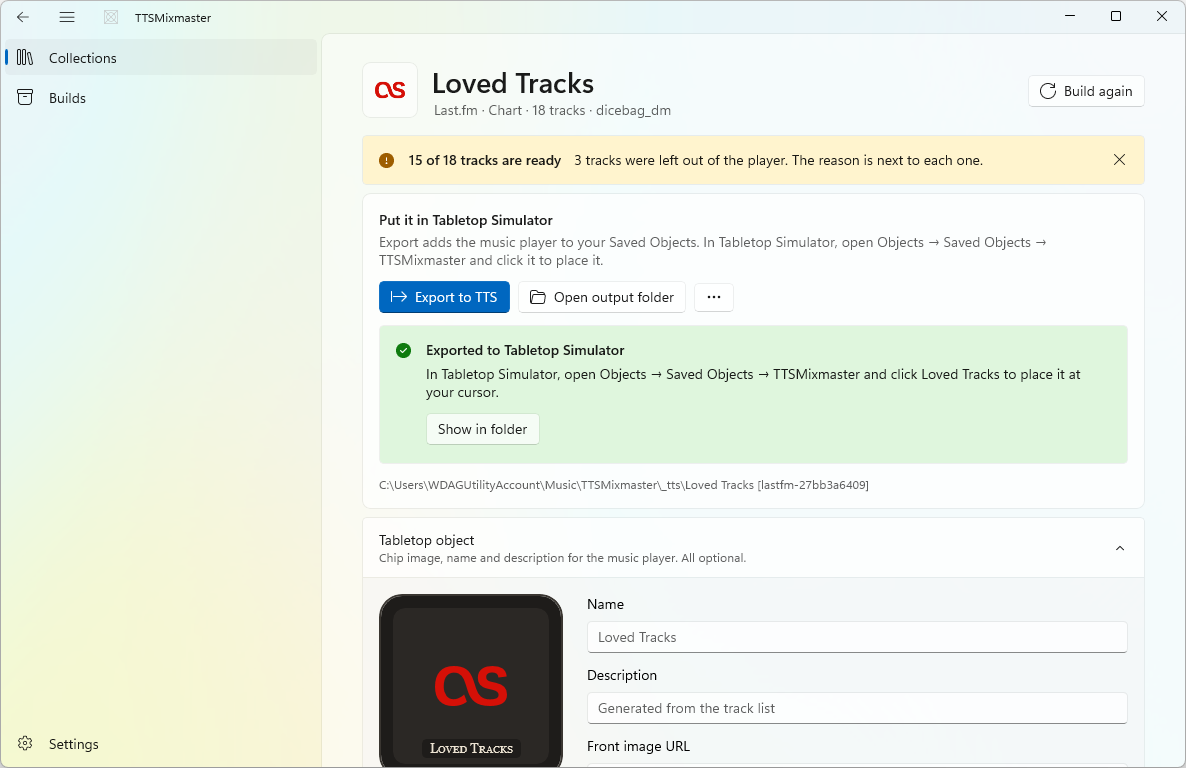 TTSMixmaster
Collections
Builds
Settings
Loved Tracks
Last.fm · Chart · 18 tracks · dicebag_dm
Build again
15 of 18 tracks are ready 3 tracks were left out of the player. The reason is next to each one.
Put it in Tabletop Simulator
Export adds the music player to your Saved Objects. In Tabletop Simulator, open Objects → Saved Objects →
TTSMixmaster and click it to place it.
Export to TTS
Open output folder
Exported to Tabletop Simulator
In Tabletop Simulator, open Objects → Saved Objects → TTSMixmaster and click Loved Tracks to place it at
your cursor.
Show in folder
C:\Users\WDAGUtilityAccount\Music\TTSMixmaster\_tts\Loved Tracks [lastfm-27bb3a6409]
Tabletop object
Chip image, name and description for the music player. All optional.
as
Loved Tracks
Name
Loved Tracks
Description
Generated from the track list
Front image URL